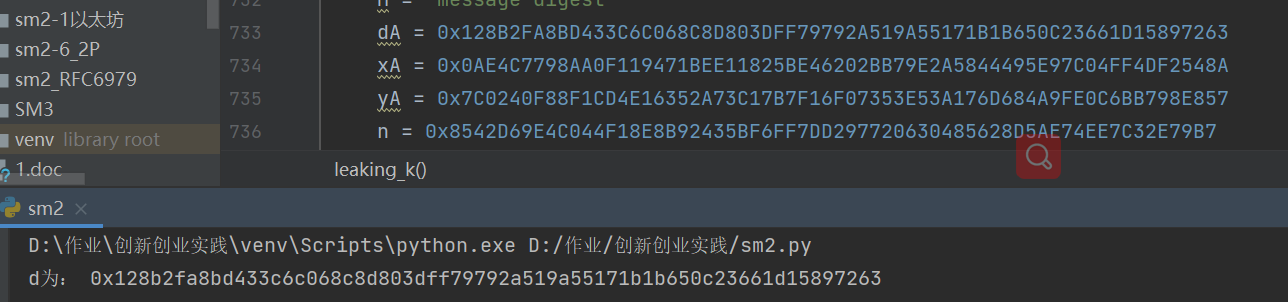 sm2-1以太坊
sm2-6_2P
sm2_RFC6979
SM3
venv library root
1.doc
732
733 dA = 0x128B2FA8BD433C6C068C8D803DFF79792A519A55171B1B650C23661D15897263
734 xA = 0x0AE4C7798AA0F119471BEE11825BE46202BB79E2A5844495E97C04FF4DF2548A
735 yA = 0x7C0240F88F1CD4E16352A73C17B7F16F07353E53A176D684A9FE0C6BB798E857
736 n = 0x8542D69E4C044F18E8B92435BF6FF7DD297720630485628D5AE74EE7C32E79B7
leaking_k()
sm2
D:\作业\创新创业实践\venv\Scripts\python.exe D:/作业/创新创业实践/sm2.py
d为: 0x128b2fa8bd433c6c068c8d803dff79792a519a55171b1b650c23661d15897263